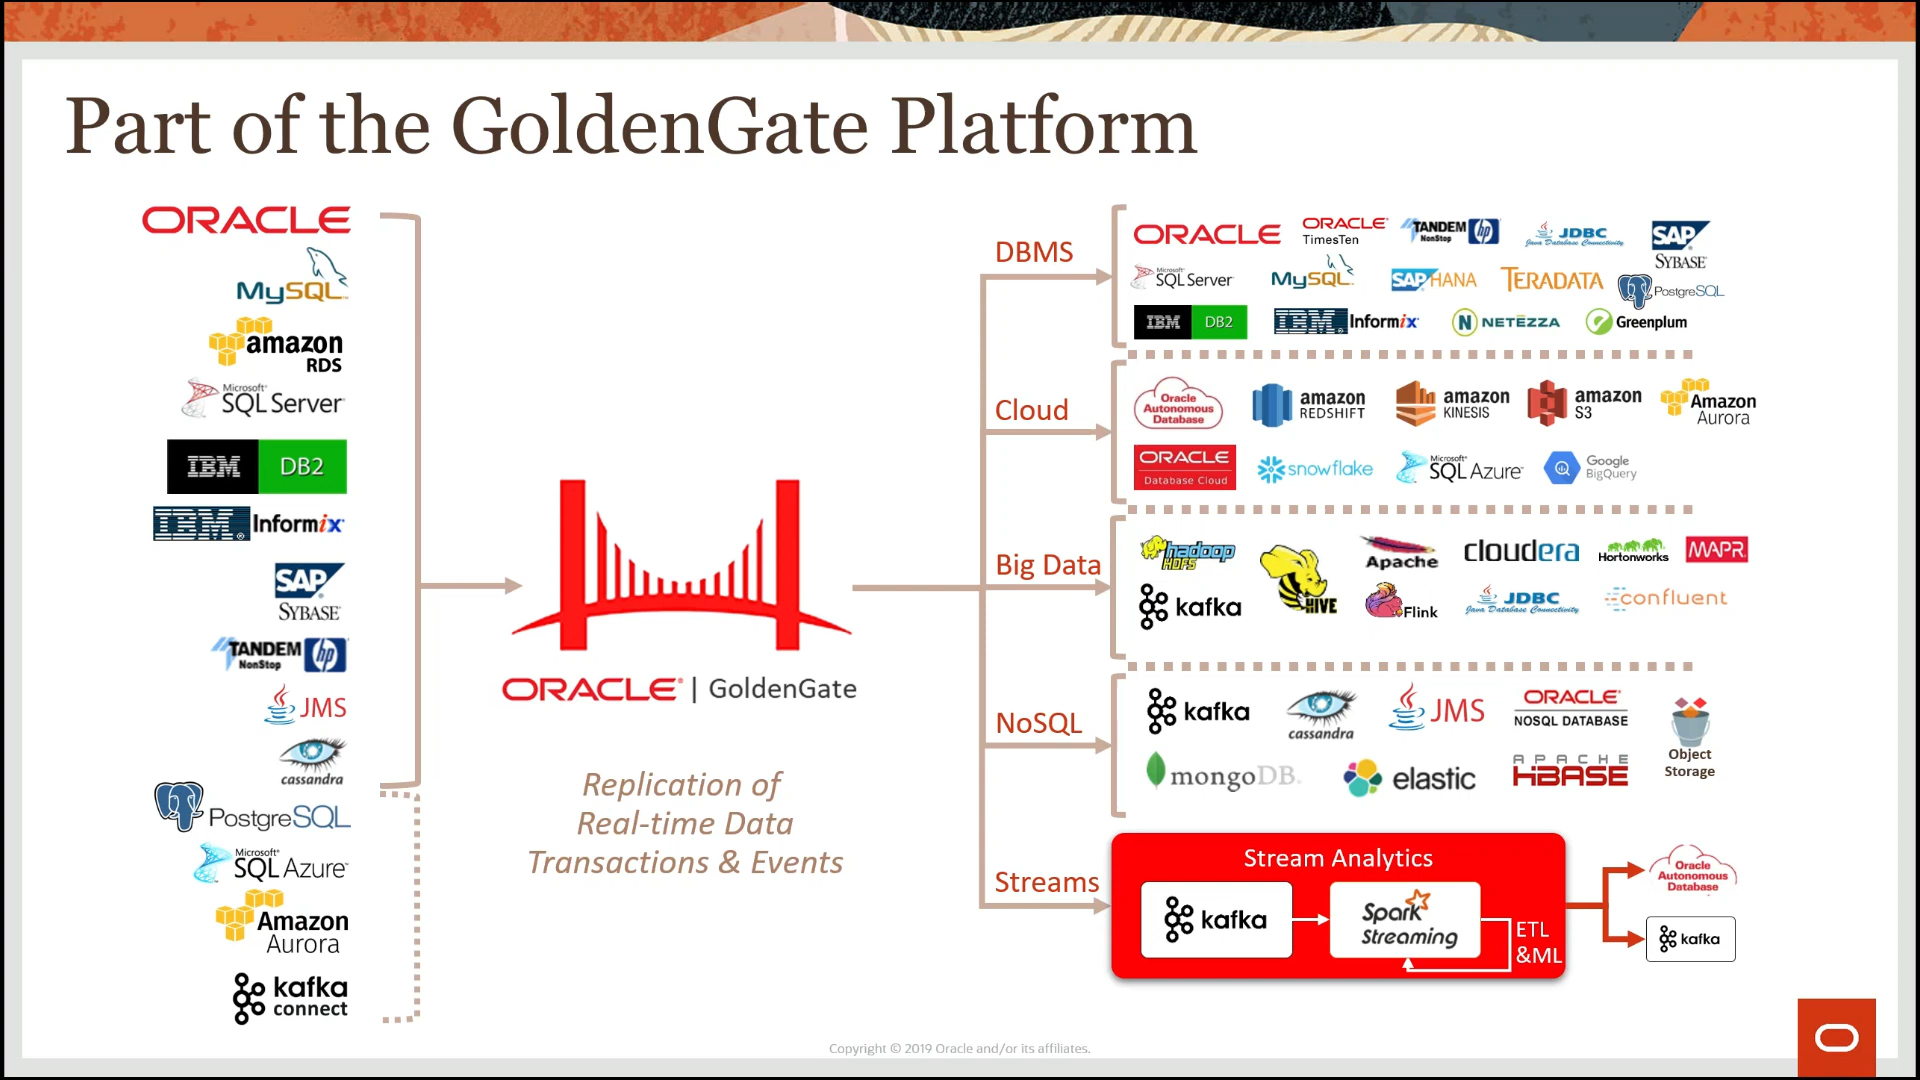 Part of the GoldenGate Platform
ORACLE
MySQL
amazon
RDS
Microsoft
SQL Server
IBM DB2
IBM Informix
SAP
SYBASE
TANDEM
NonStop
hp
JMS
cassandra
PostgreSQL
Microsoft
SQL Azure
Amazon
Aurora
kafka
connect
ORACLE | GoldenGate
Replication of
Real-time Data
Transactions & Events
DBMS
ORACLE
ORACLE
TimesTen
TANDEM
NonStop
hp
JDBC
Java Database Connectivity
SAP
SYBASE
Microsoft
SQL Server
MySQL
SAP HANA
TERADATA
PostgreSQL
IBM DB2
IBM Informix
N NETEZZA
Greenplum
Cloud
Oracle
Autonomous
Database
amazon
REDSHIFT
amazon
KINESIS
amazon
S3
Amazon
Aurora
ORACLE
Database Cloud
snowflake
Microsoft
SQL Azure
Google
BigQuery
Big Data
hadoop
HDFS
HIVE
Apache
cloudera
Hortonworks
MAPR
kafka
Flink
JDBC
Java Database Connectivity
confluent
NoSQL
kafka
cassandra
JMS
ORACLE
NOSQL DATABASE
Object
Storage
mongoDB
elastic
APACHE
HBASE
Streams
Stream Analytics
kafka
Spark
Streaming
ETL
&ML
Oracle
Autonomous
Database
kafka
Copyright © 2019 Oracle and/or its affiliates.